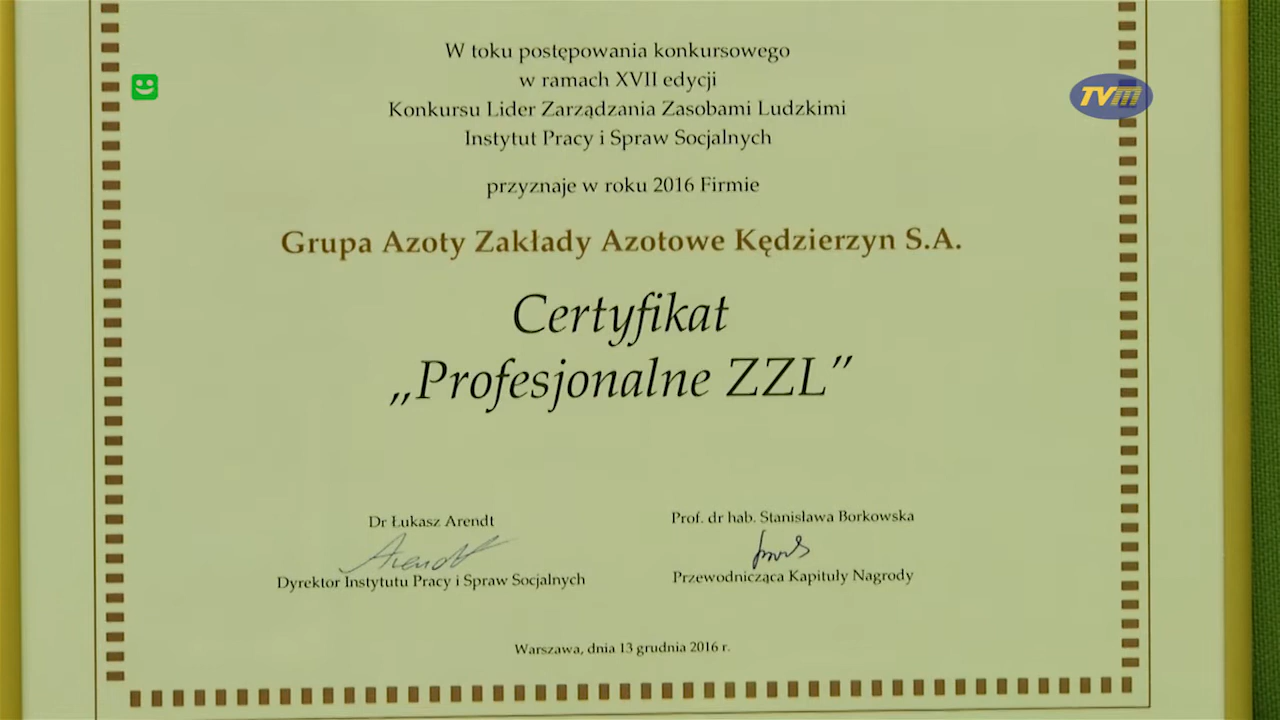 W toku postępowania konkursowego
w ramach XVII edycji
Konkursu Lider Zarządzania Zasobami Ludzkimi
Instytut Pracy i Spraw Socjalnych
przyznaje w roku 2016 Firmie
Grupa Azoty Zakłady Azotowe Kędzierzyn S.A.
Certyfikat
„Profesjonalne ZZL”
Dr Łukasz Arendt
Arendt
Dyrektor Instytutu Pracy i Spraw Socjalnych
Prof. dr hab. Stanisława Borkowska
Przewodnicząca Kapituły Nagrody
Warszawa, dnia 13 grudnia 2016 r.
TVm